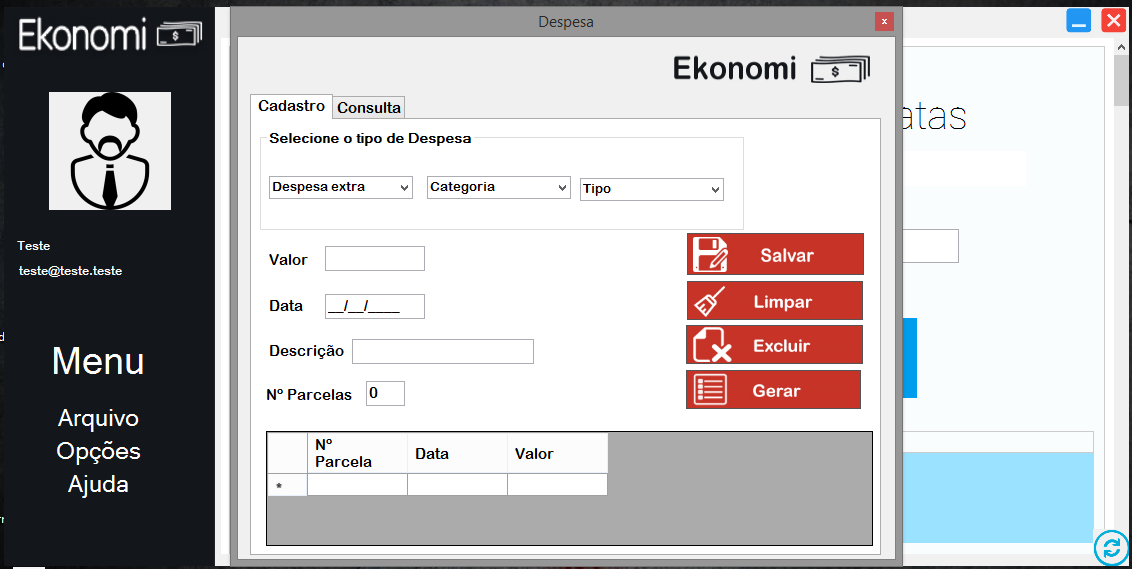 Ekonomi
Teste
teste@teste.teste
Menu
Arquivo
Opções
Ajuda
Despesa
x
Ekonomi
Cadastro
Consulta
Selecione o tipo de Despesa
Despesa extra
Categoria
Tipo
Valor
Data
__/__/____
Descrição
Nº Parcelas
0
Salvar
Limpar
Excluir
Gerar
Nº
Parcela
Data
Valor
*
atas